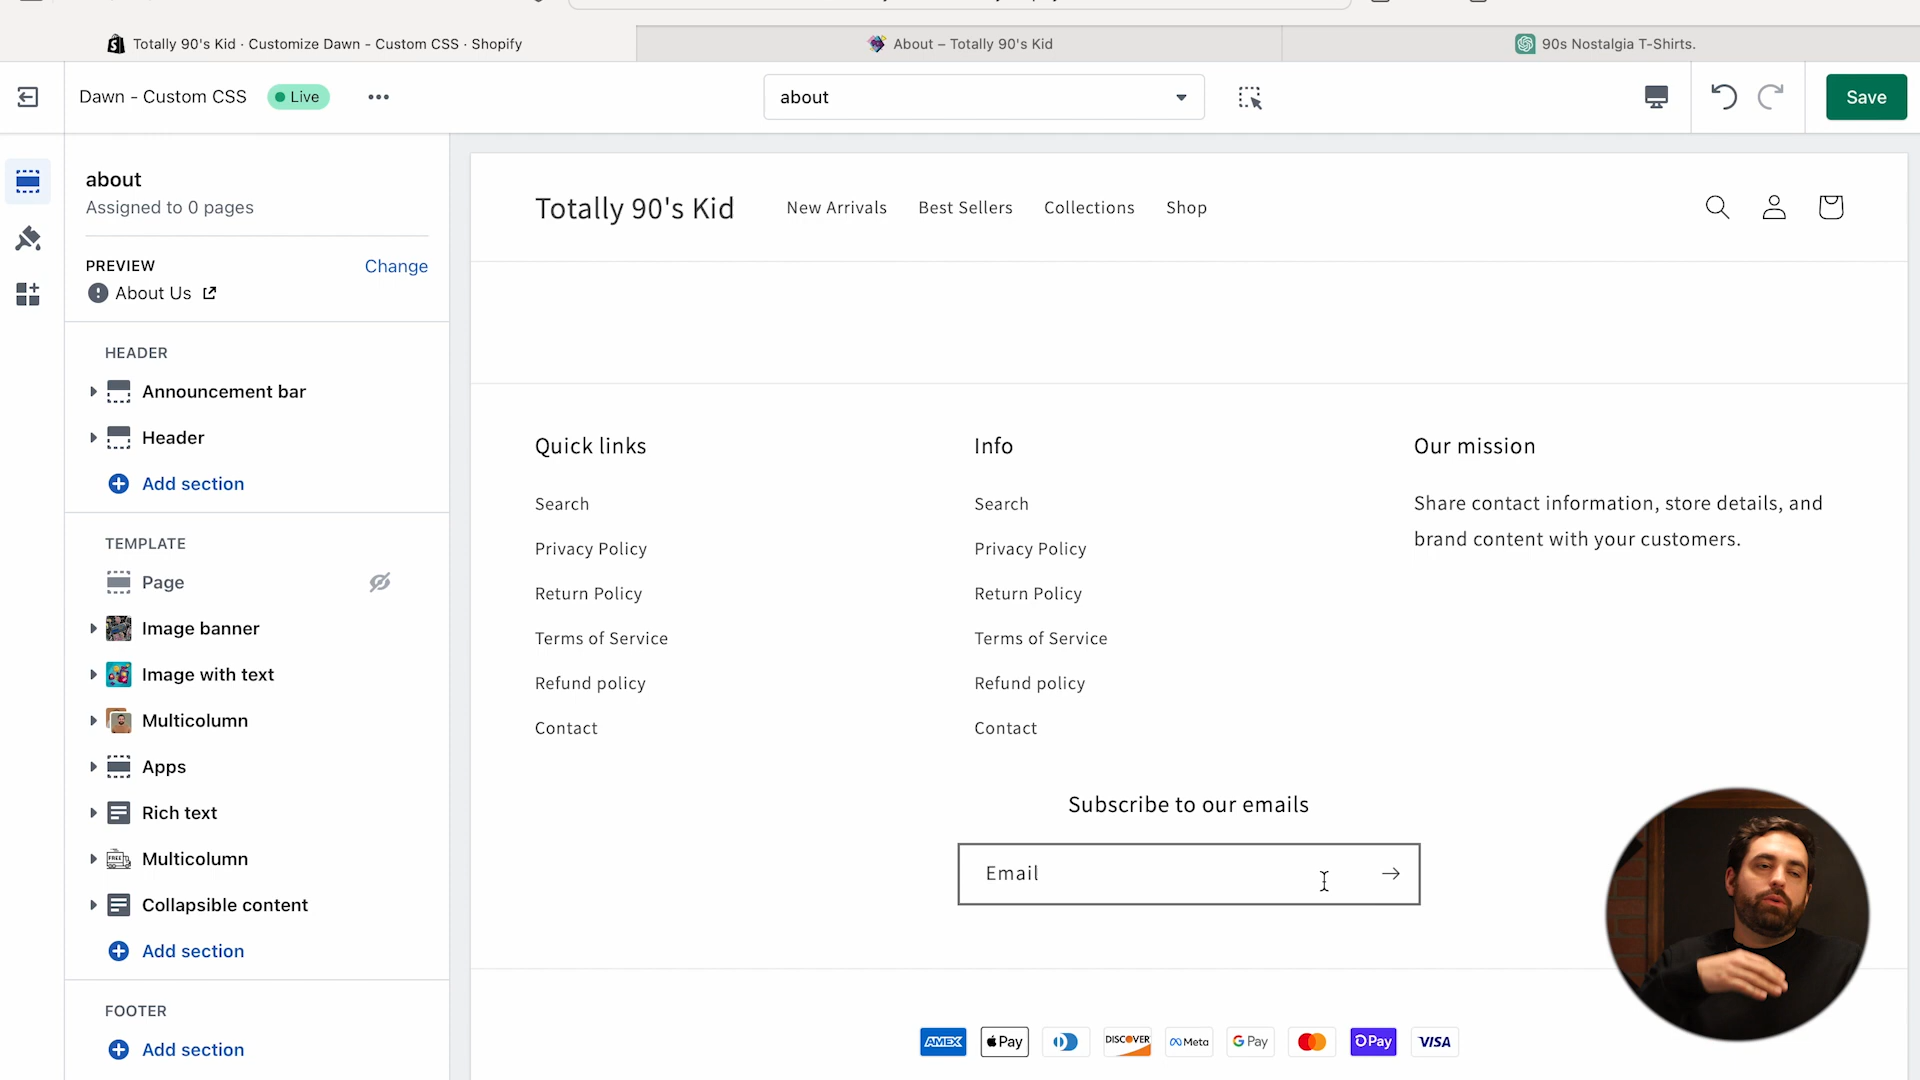 Totally 90's Kid · Customize Dawn - Custom CSS · Shopify
About – Totally 90's Kid
90s Nostalgia T-Shirts.
Dawn - Custom CSS
Live
about
Save
about
Assigned to 0 pages
PREVIEW
Change
About Us
HEADER
Announcement bar
Header
Add section
TEMPLATE
Page
Image banner
Image with text
Multicolumn
Apps
Rich text
Multicolumn
Collapsible content
Add section
FOOTER
Add section
Totally 90's Kid
New Arrivals
Best Sellers
Collections
Shop
Quick links
Search
Privacy Policy
Return Policy
Terms of Service
Refund policy
Contact
Info
Search
Privacy Policy
Return Policy
Terms of Service
Refund policy
Contact
Our mission
Share contact information, store details, and
brand content with your customers.
Subscribe to our emails
Email
AMEX
Pay
DISCOVER
Meta
G Pay
Pay
VISA